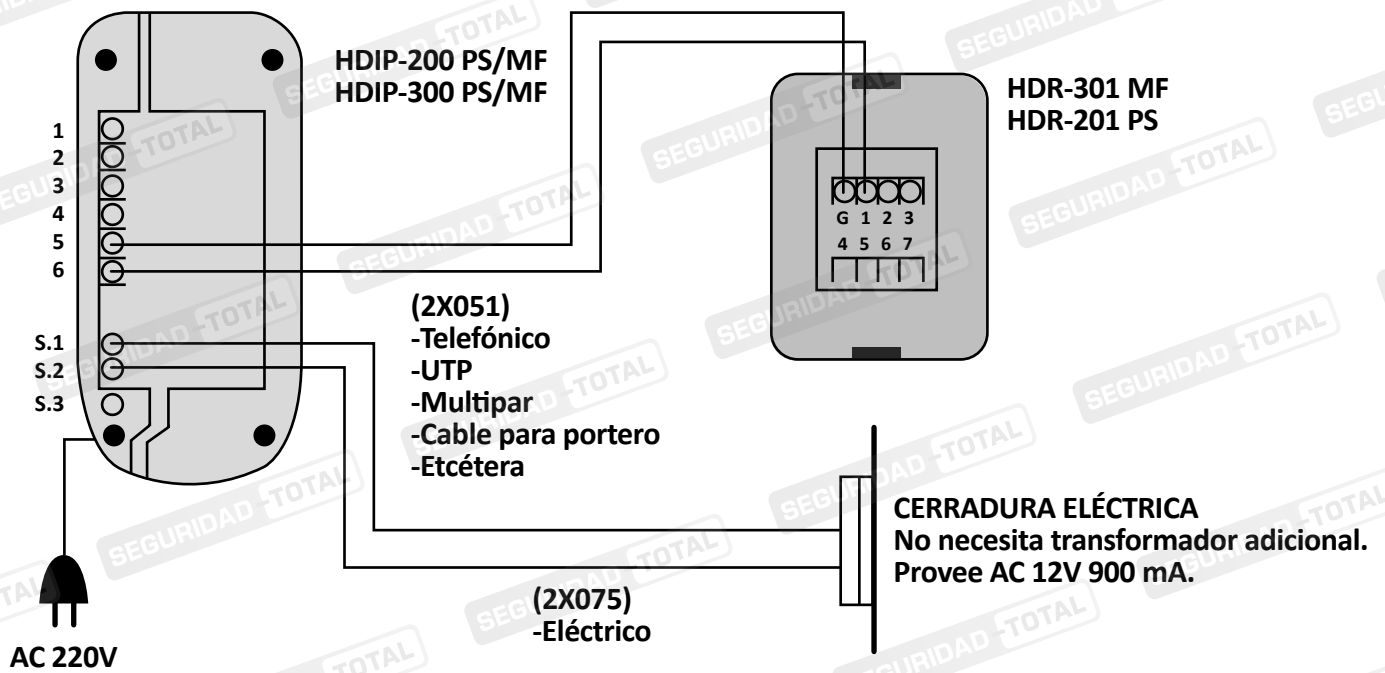 HDIP-200 PS/MF
HDIP-300 PS/MF
1
2
3
4
5
6
S.1
S.2
S.3
AC 220V
(2X051)
-Telefónico
-UTP
-Multipar
-Cable para portero
-Etcétera
(2X075)
-Eléctrico
HDR-301 MF
HDR-201 PS
G 1 2 3
4 5 6 7
CERRADURA ELÉCTRICA
No necesita transformador adicional.
Provee AC 12V 900 mA.
SEGURIDAD-TOTAL